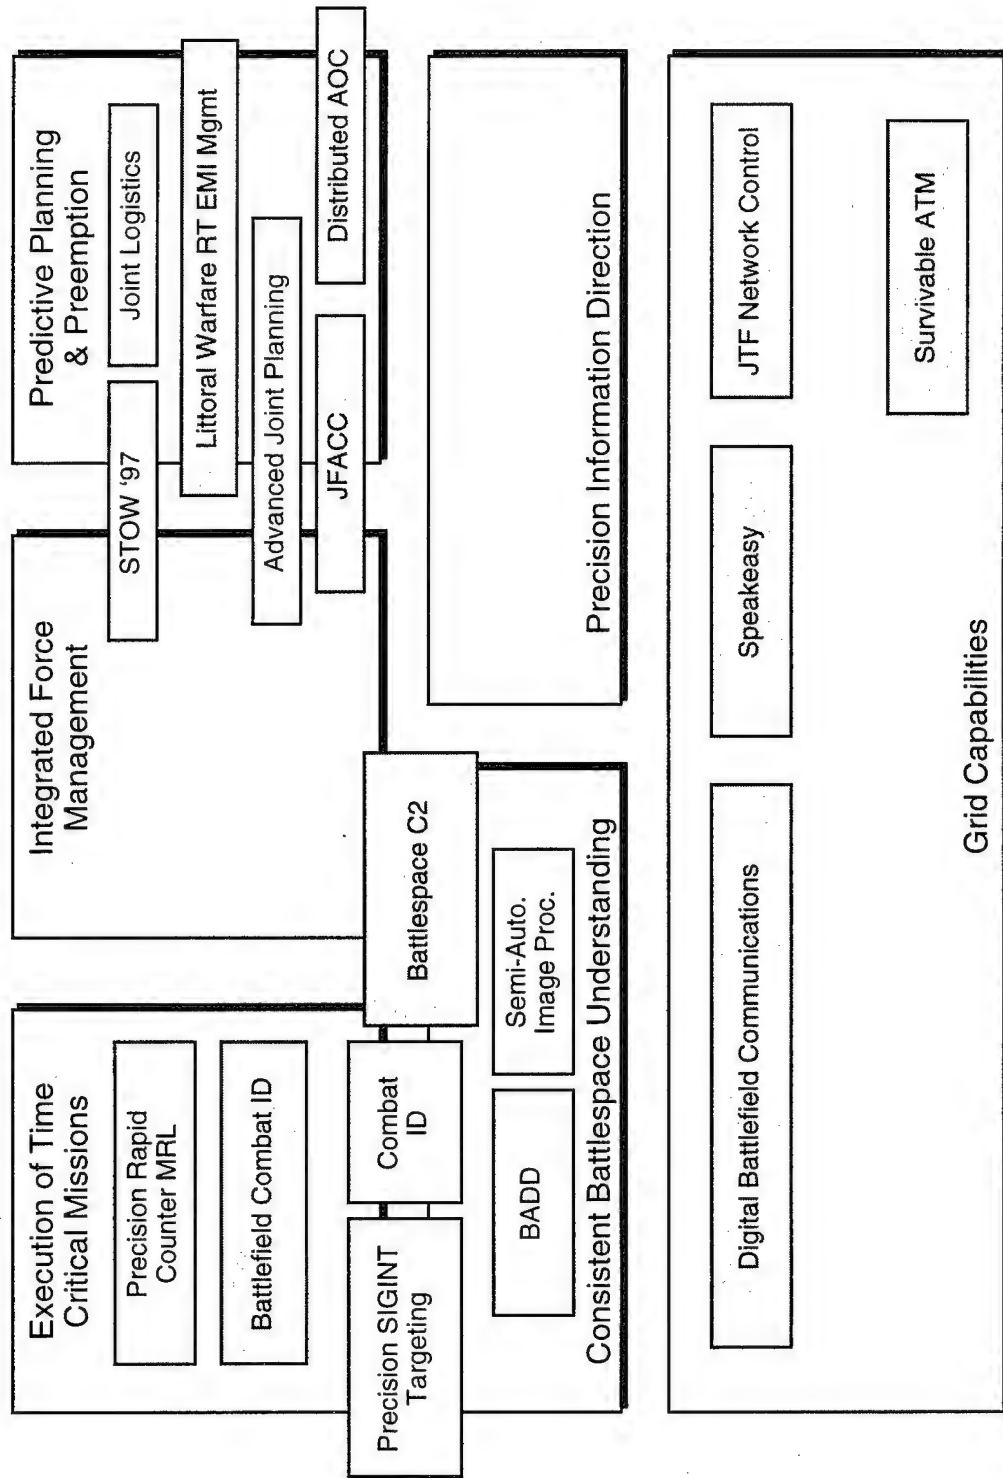 Execution of Time
Critical Missions
Precision Rapid
Counter MRL
Battlefield Combat ID
Precision SIGINT
Targeting
Combat
ID
Integrated Force
Management
Battlespace C2
Predictive Planning
& Preemption
STOW '97
Joint Logistics
Littoral Warfare RT EMI Mgmt
Advanced Joint Planning
JFACC
Distributed AOC
BADD
Semi-Auto.
Image Proc.
Consistent Battlespace Understanding
Precision Information Direction
Digital Battlefield Communications
Speakeasy
JTF Network Control
Survivable ATM
Grid Capabilities